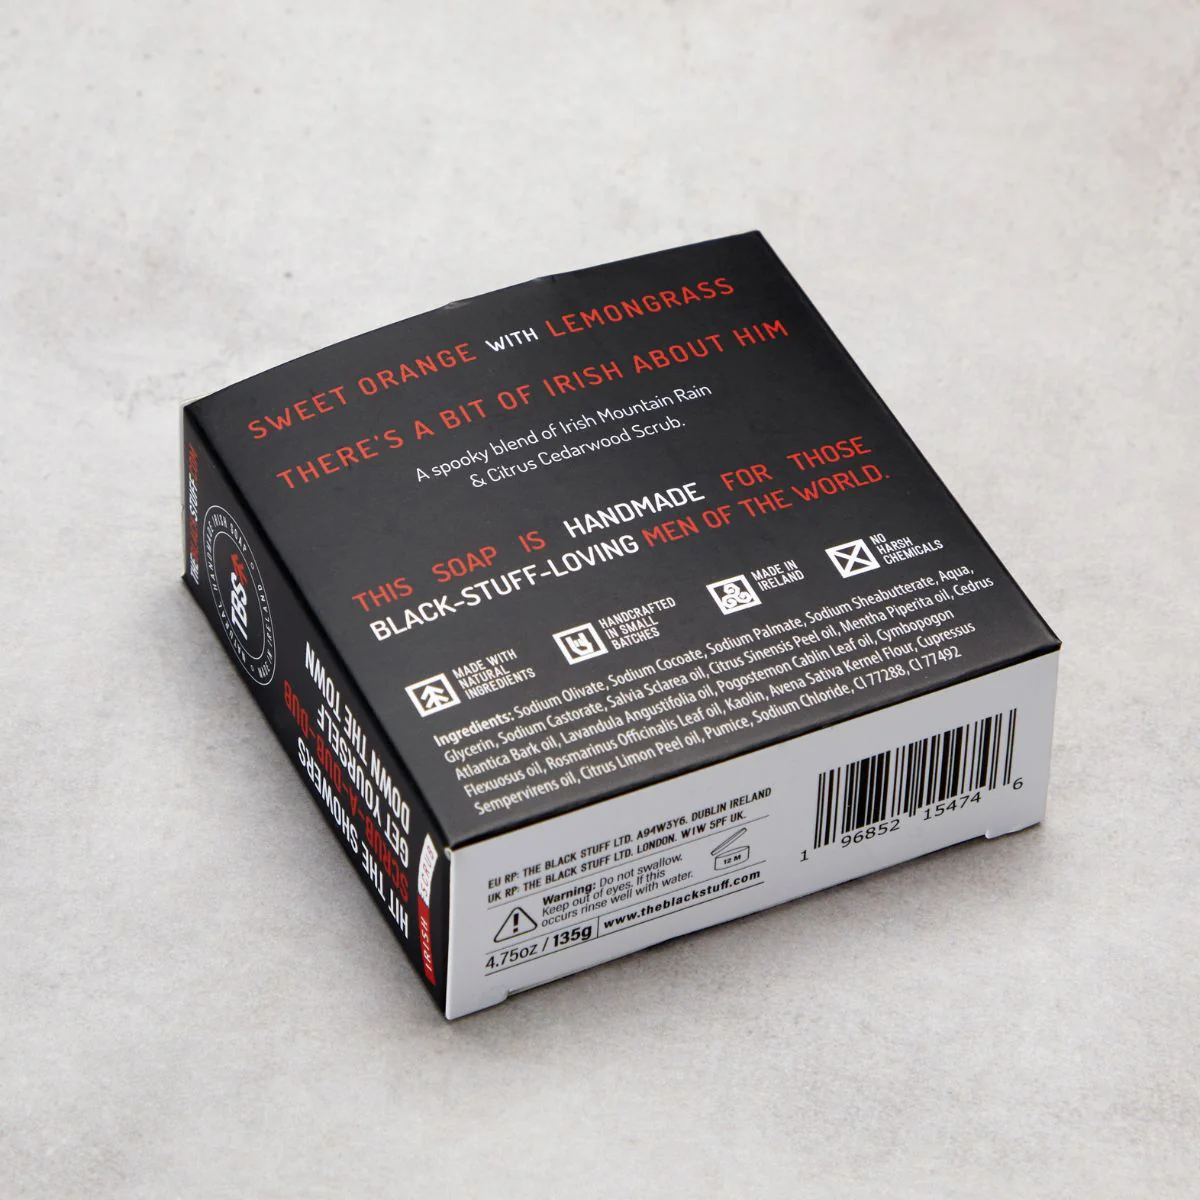 SWEET ORANGE WITH LEMONGRASS
THERE'S A BIT OF IRISH ABOUT HIM
A spooky blend of Irish Mountain Rain
& Citrus Cedarwood Scrub.
THIS SOAP IS HANDMADE FOR THOSE
BLACK-STUFF-LOVING MEN OF THE WORLD.
MADE WITH
NATURAL
INGREDIENTS
HANDCRAFTED
IN SMALL
BATCHES
MADE IN
IRELAND
NO
HARSH
CHEMICALS
Ingredients: Sodium Olivate, Sodium Cocoate, Sodium Palmate, Sodium Sheabutterate, Aqua,
Glycerin, Sodium Castorate, Salvia Sclarea oil, Citrus Sinensis Peel oil, Mentha Piperita oil, Cedrus
Atlantica Bark oil, Lavandula Angustifolia oil, Pogostemon Cablin Leaf oil, Cymbopogon
Flexuosus oil, Rosmarinus Officinalis Leaf oil, Kaolin, Avena Sativa Kernel Flour, Cupressus
Sempervirens oil, Citrus Limon Peel oil, Pumice, Sodium Chloride, CI 77288, CI 77492
EU RP: THE BLACK STUFF LTD. A94W3Y6. DUBLIN IRELAND
UK RP: THE BLACK STUFF LTD. LONDON. W1W 5PF UK.
Warning: Do not swallow.
Keep out of eyes. If this
occurs rinse well with water.
12 M
4.75oz / 135g
www.theblackstuff.com
1 96852 15474 6
HIT THE SHOWERS
SCRUB-A-DUB-DUB
GET YOURSELF
DOWN THE TOWN
IRISH SCRUB
TBS
HANDMADE IRISH SOAP